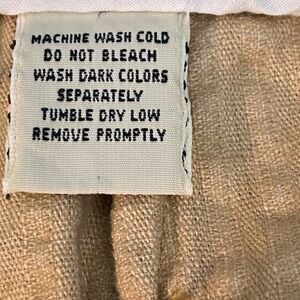 MACHINE WASH COLD
DO NOT BLEACH
WASH DARK COLORS
SEPARATELY
TUMBLE DRY LOW
REMOVE PROMPTLY